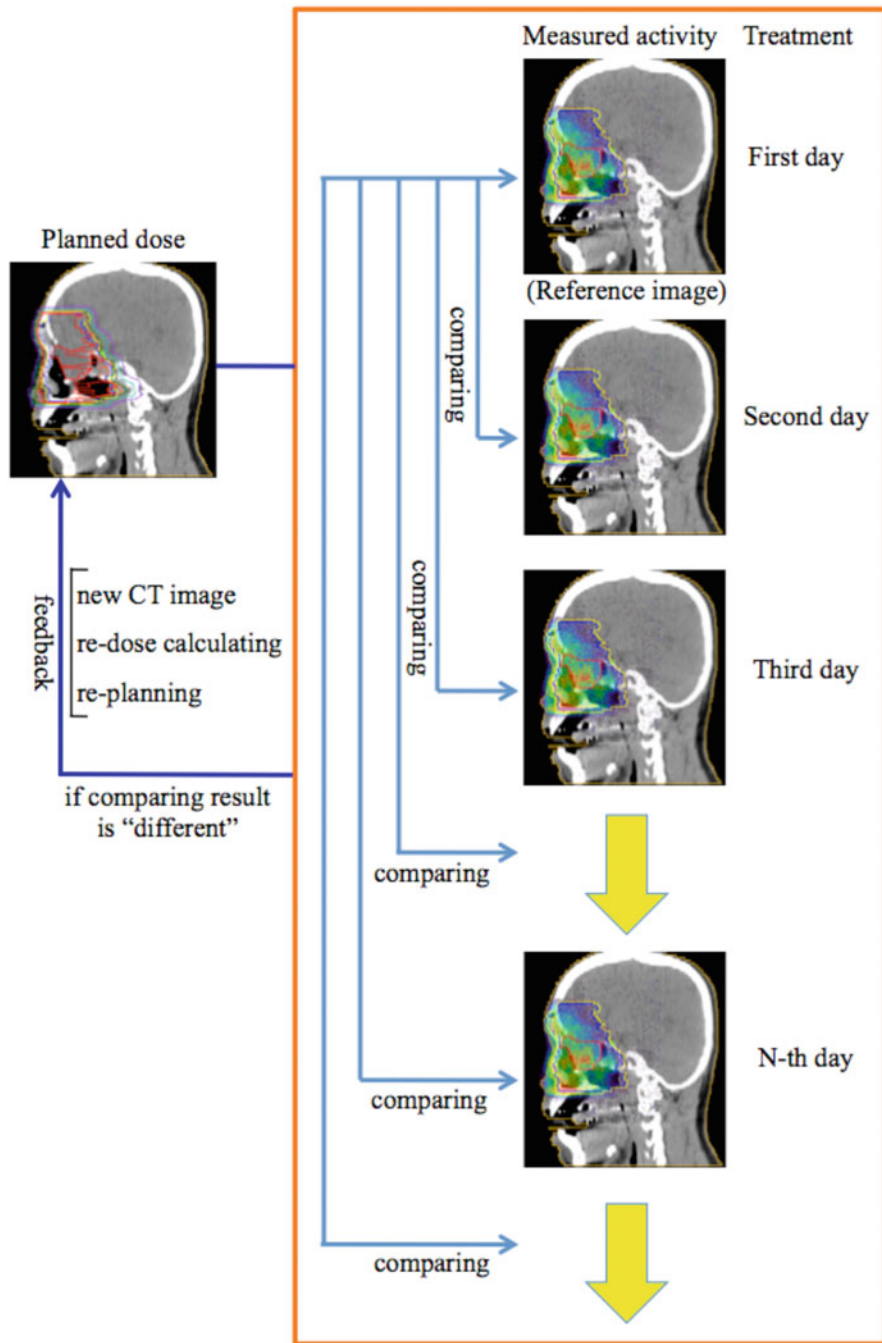 Measured activity
Treatment
First day
Planned dose
(Reference image)
comparing
Second day
comparing
Third day
feedback
new CT image
re-dose calculating
re-planning
if comparing result
is “different”
comparing
N-th day
comparing
comparing